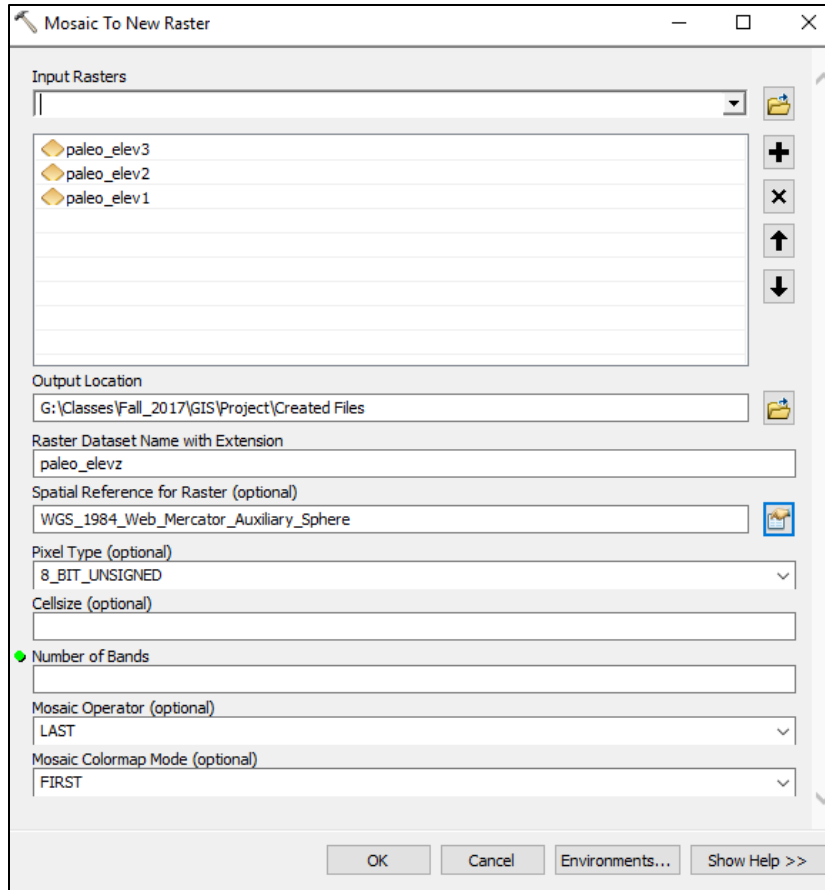 Mosaic To New Raster
Input Rasters
paleo_elev3
paleo_elev2
paleo_elev1
Output Location
G:\Classes\Fall_2017\GIS\Project\Created Files
Raster Dataset Name with Extension
paleo_elevz
Spatial Reference for Raster (optional)
WGS_1984_Web_Mercator_Auxiliary_Sphere
Pixel Type (optional)
8_BIT_UNSIGNED
Cellsize (optional)
Number of Bands
Mosaic Operator (optional)
LAST
Mosaic Colormap Mode (optional)
FIRST
OK Cancel Environments... Show Help >>